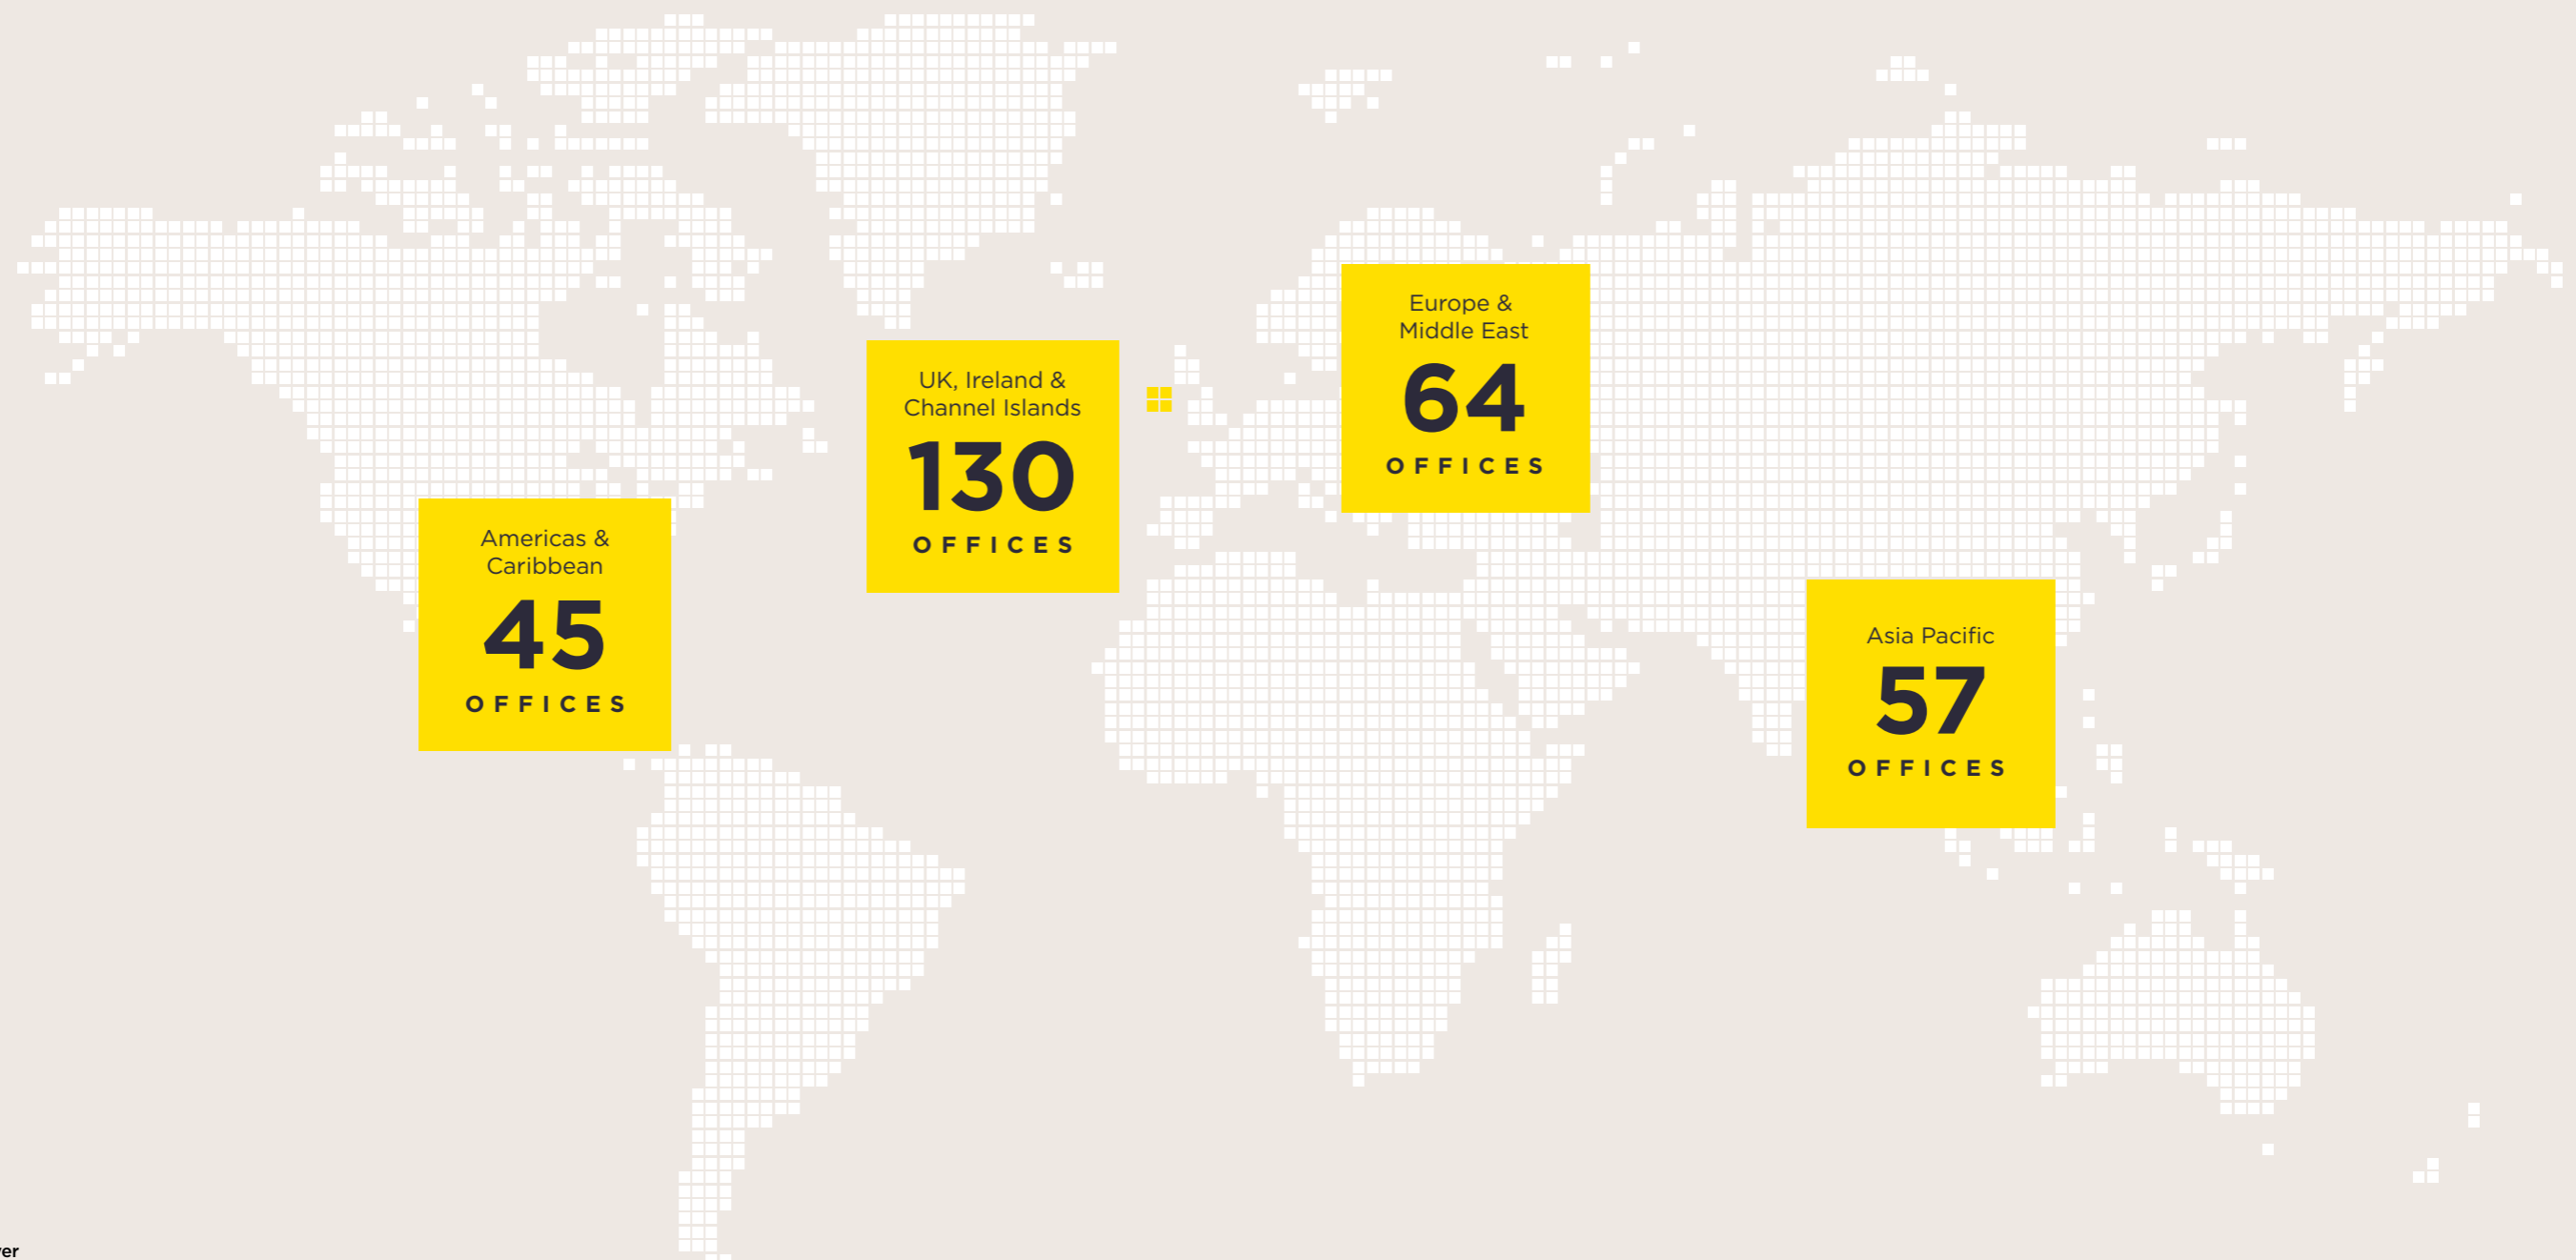 Europe &
Middle East
64
OFFICES
UK, Ireland &
Channel Islands
130
OFFICES
Americas &
Caribbean
45
OFFICES
Asia Pacific
57
OFFICES